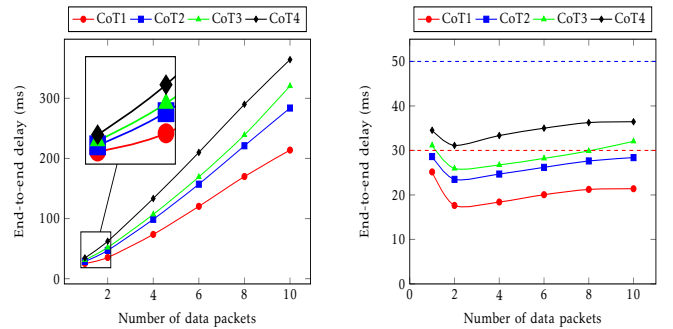 CoT1 CoT2 CoT3 CoT4
End-to-end delay (ms)
300
200
100
0
2 4 6 8 10
Number of data packets
CoT1 CoT2 CoT3 CoT4
End-to-end delay (ms)
50
40
30
20
10
0
0 2 4 6 8 10
Number of data packets